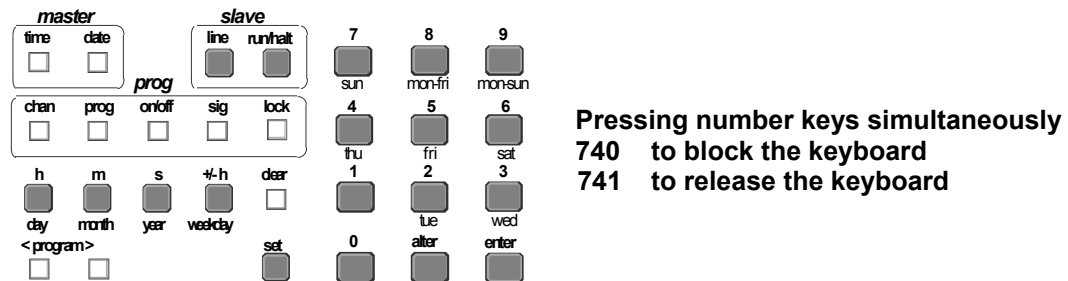 master slave
time date line run/halt 7 8 9
prog sun mon-fri mon-sun
chan prog on/off sig lock 4 5 6
thu fri sat
h m s +/- h clear 1 2 3
day month year weekday tue wed
< program > set 0 alter enter
Pressing number keys simultaneously
740 to block the keyboard
741 to release the keyboard